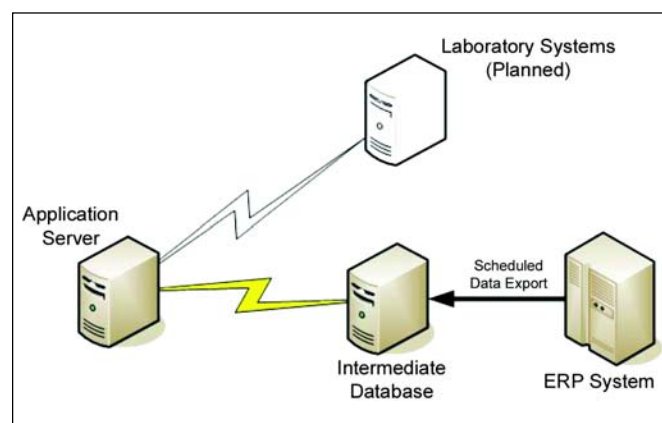 Laboratory Systems
(Planned)
Application
Server
Scheduled
Data Export
Intermediate
Database
ERP System